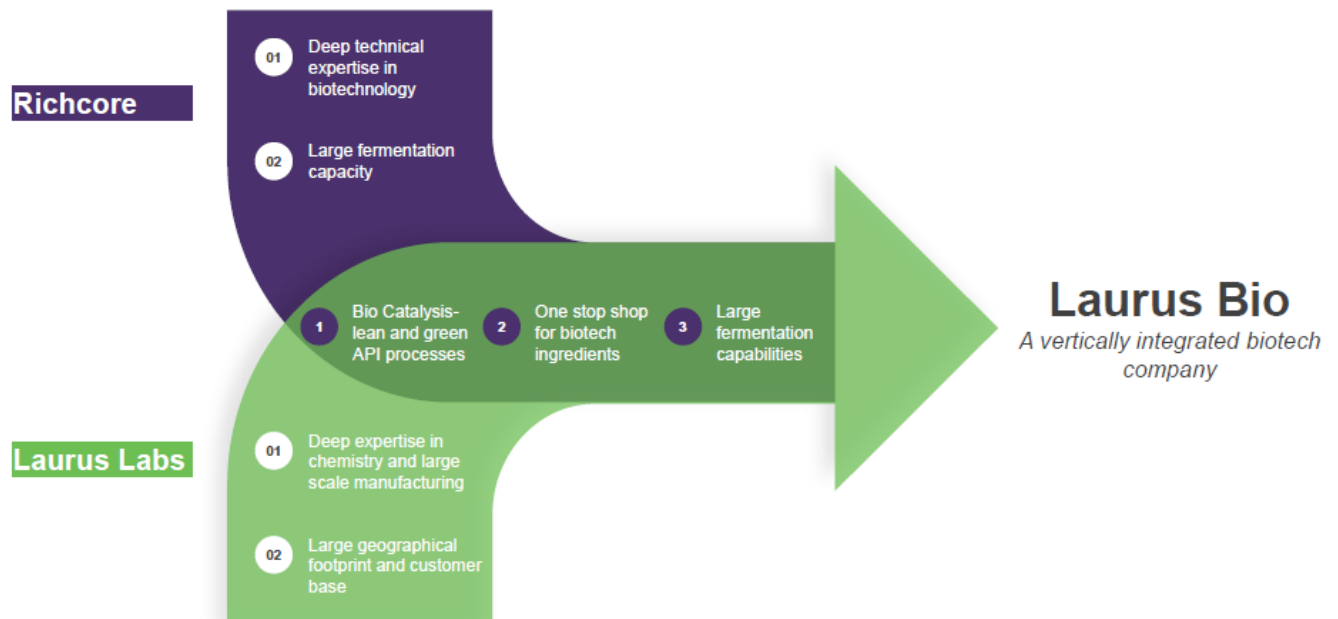 Richcore
01
Deep technical
expertise in
biotechnology
02
Large fermentation
capacity
1
Bio Catalysis-
lean and green
API processes
2
One stop shop
for biotech
ingredients
3
Large
fermentation
capabilities
Laurus Bio
A vertically integrated biotech
company
Laurus Labs
01
Deep expertise in
chemistry and large
scale manufacturing
02
Large geographical
footprint and customer
base